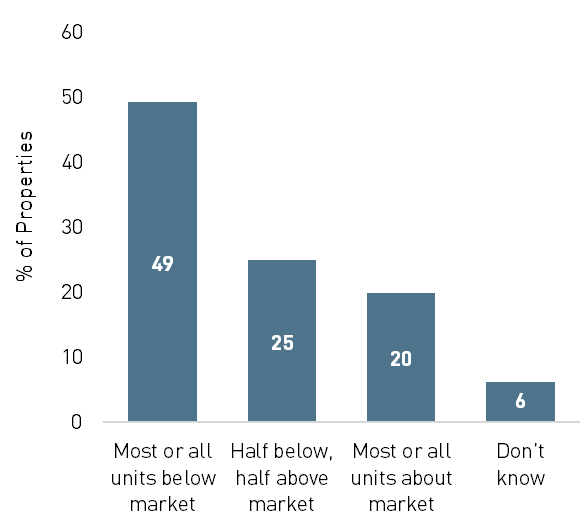 60
50
40
30
20
10
0
% of Properties
49
25
20
6
Most or all
units below
market
Half below,
half above
market
Most or all
units about
market
Don't
know